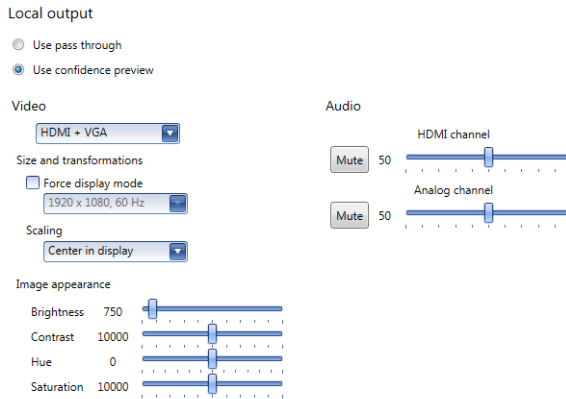 Local output
Use pass through
Use confidence preview
Video
HDMI + VGA
Size and transformations
Force display mode
1920 x 1080, 60 Hz
Scaling
Center in display
Image appearance
Brightness 750
Contrast 10000
Hue 0
Saturation 10000
Audio
HDMI channel
Mute 50
Analog channel
Mute 50